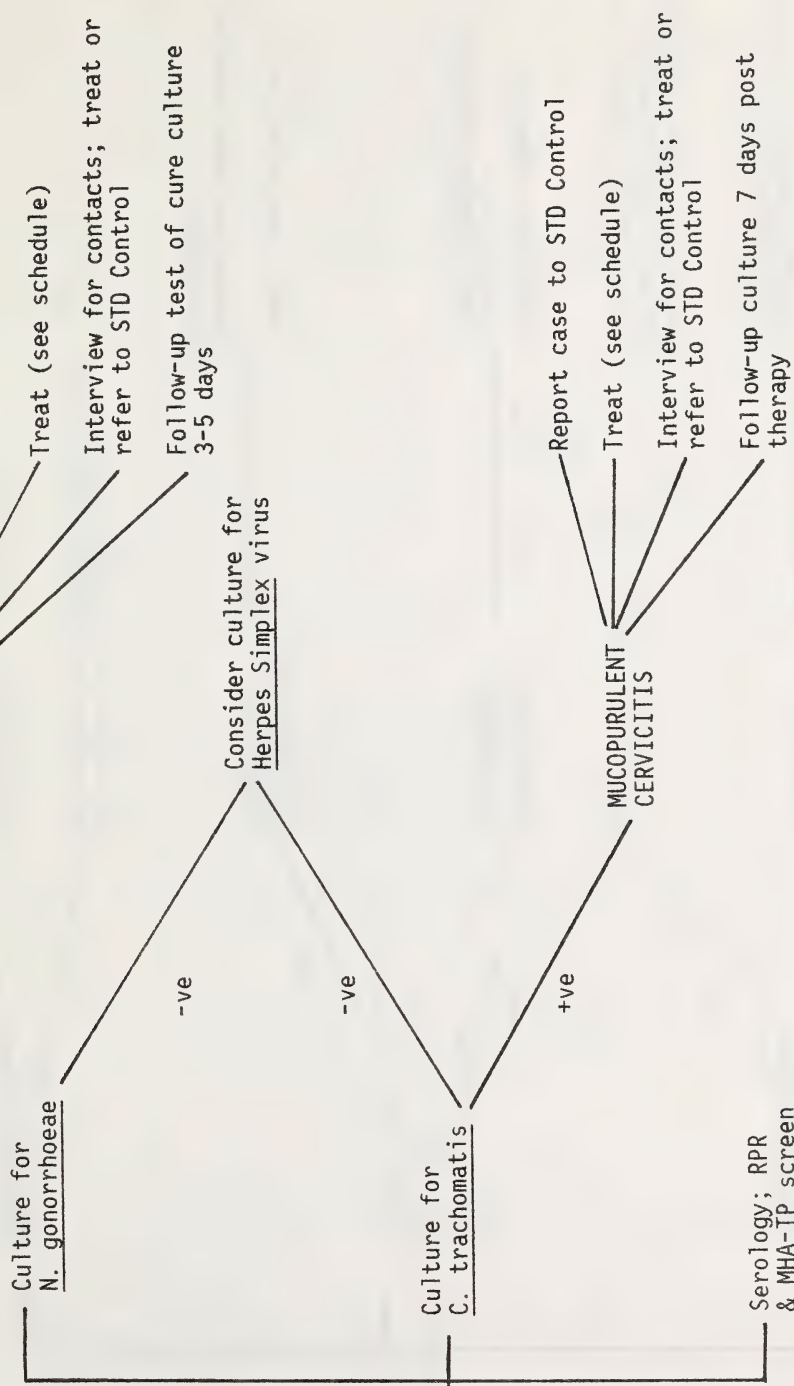 Treat (see schedule)
Interview for contacts; treat or
refer to STD Control
Follow-up test of cure culture
3-5 days
Culture for
N. gonorrhoeae
-ve
Consider culture for
Herpes Simplex virus
-ve
Culture for
C. trachomatis
+ve
MUCOPURULENT
CERVICITIS
Report case to STD Control
Treat (see schedule)
Interview for contacts; treat or
refer to STD Control
Follow-up culture 7 days post
therapy
Serology; RPR
& MHA-TP screen